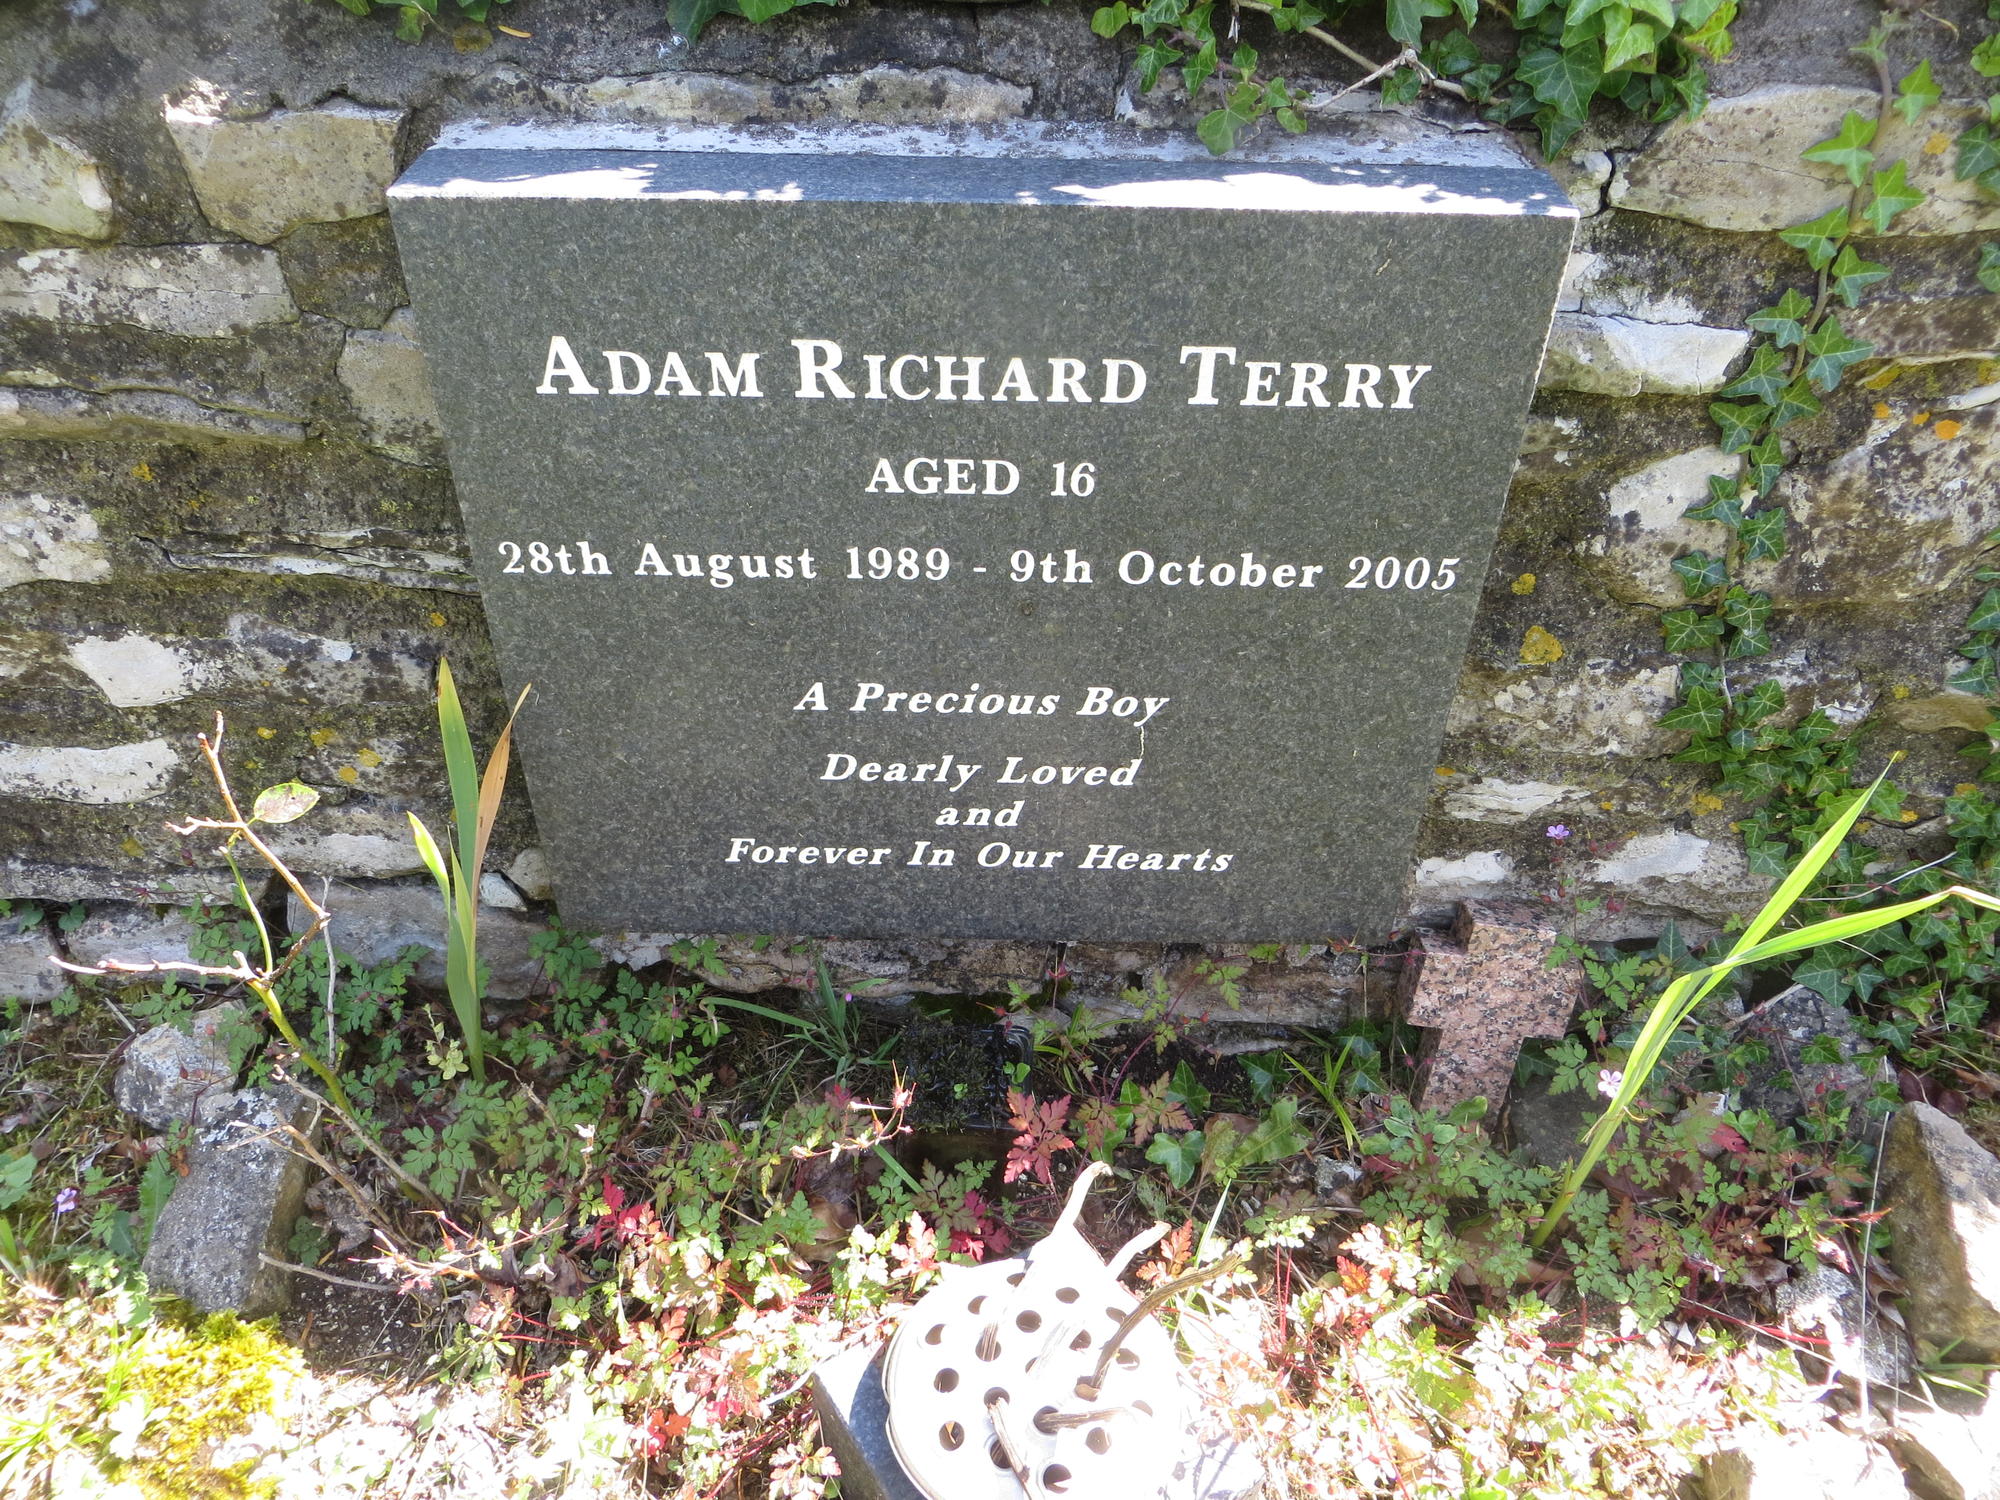 ADAM RICHARD TERRY
AGED 16
28th August 1989 - 9th October 2005
A Precious Boy
Dearly Loved
and
Forever In Our Hearts